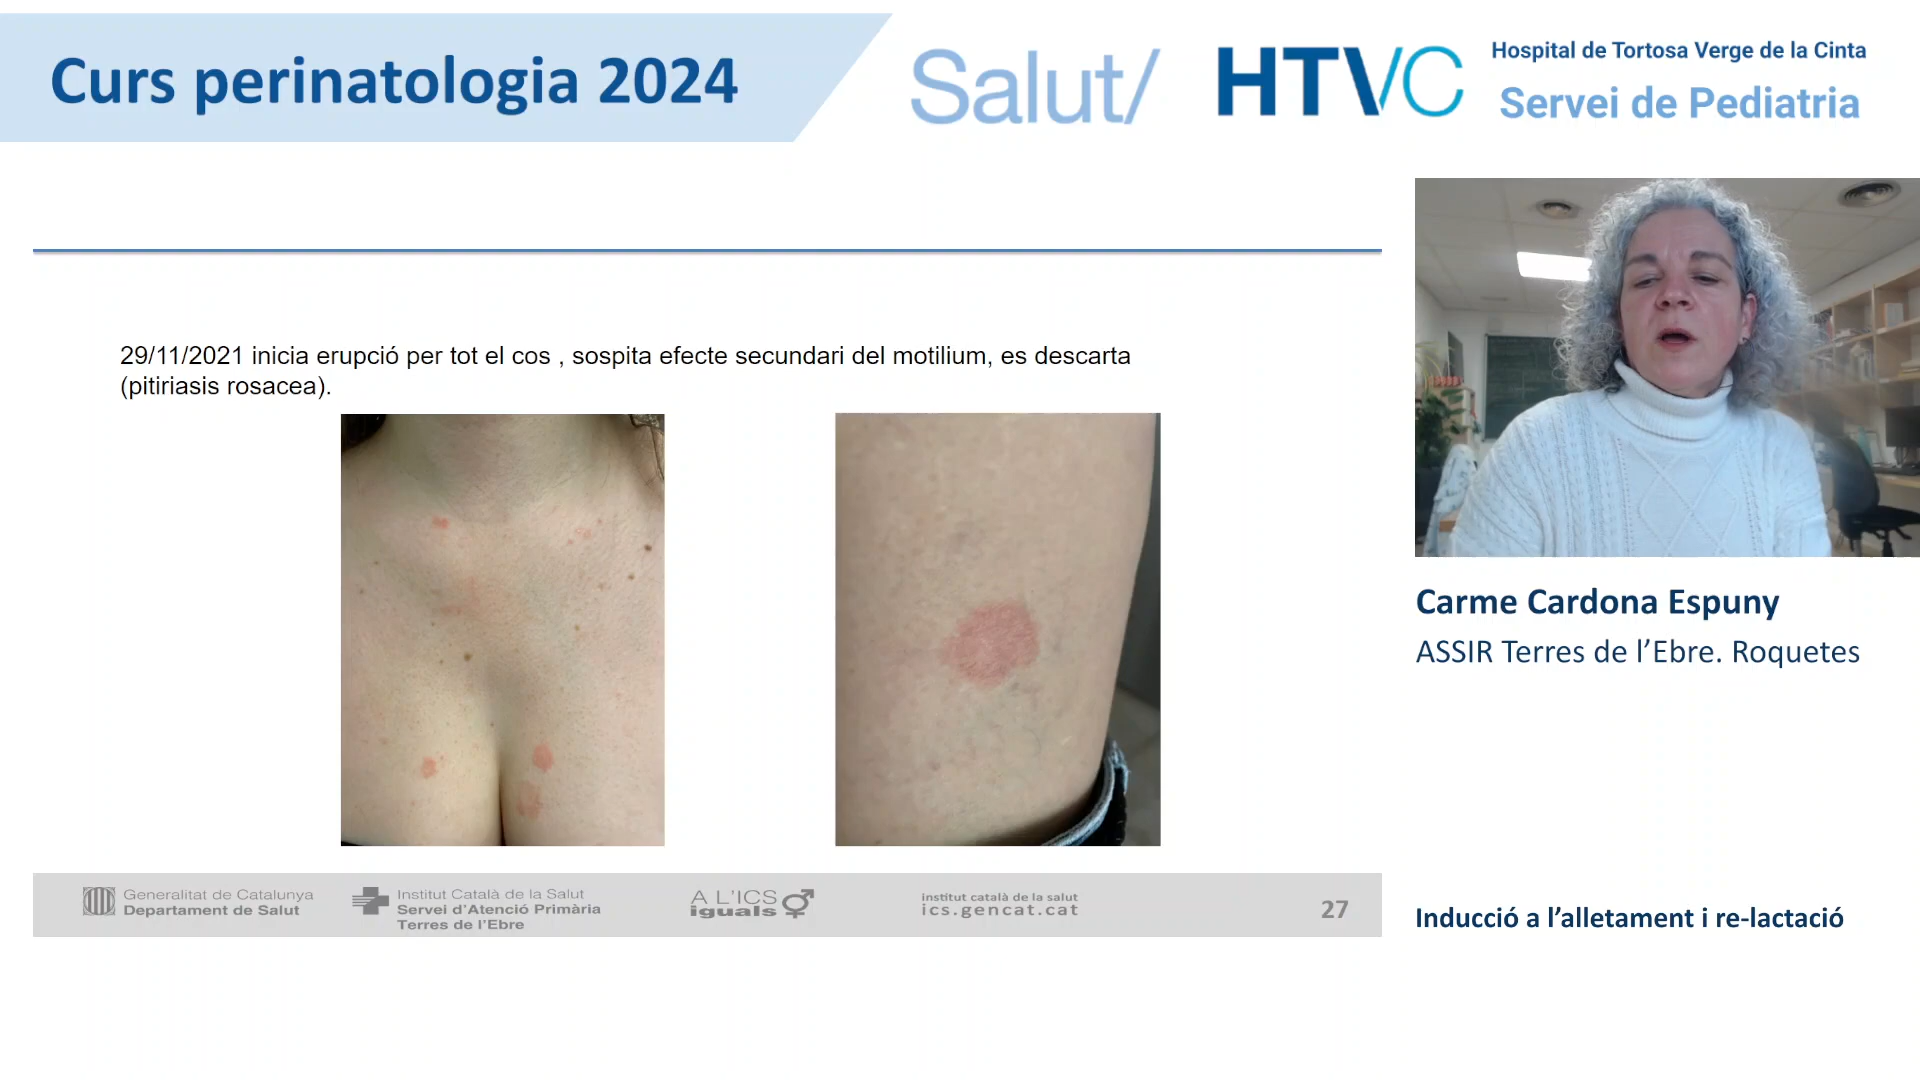 Curs perinatologia 2024
Salut/
HTVC
Hospital de Tortosa Verge de la Cinta
Servei de Pediatria
29/11/2021 inicia erupció per tot el cos , sospita efecte secundari del motilium, es descarta
(pitiriasis rosacea).
Carme Cardona Espuny
ASSIR Terres de l’Ebre. Roquetes
Generalitat de Catalunya
Departament de Salut
Institut Català de la Salut
Servei d'Atenció Primària
Terres de l'Ebre
A L'ICS
iguals
institut català de la salut
ics.gencat.cat
27
Inducció a l’alletament i re-lactació